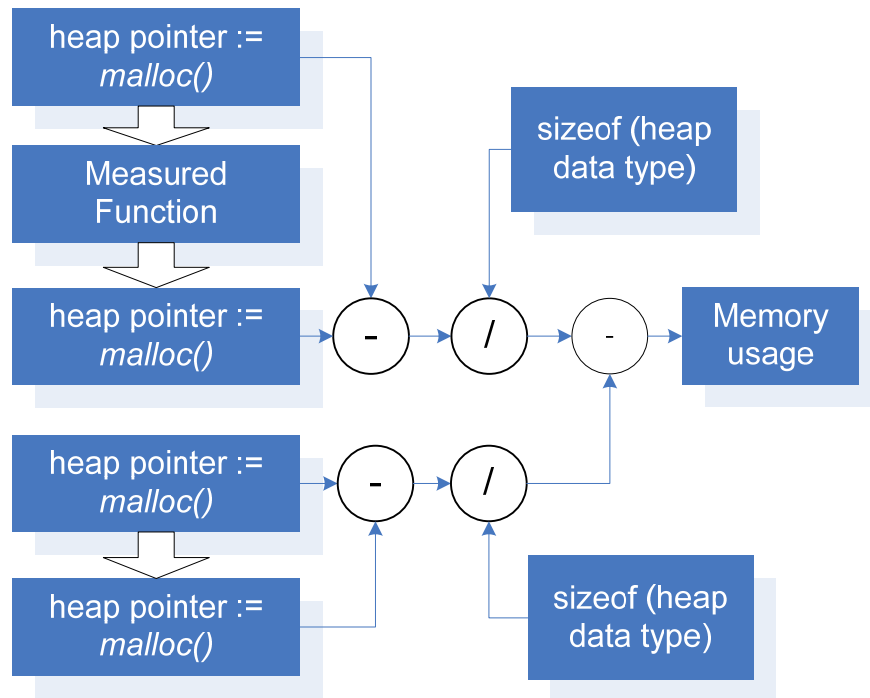 heap pointer :=
malloc()
sizeof (heap
data type)
Measured
Function
heap pointer :=
malloc()
-
/
-
Memory
usage
heap pointer :=
malloc()
-
/
heap pointer :=
malloc()
sizeof (heap
data type)